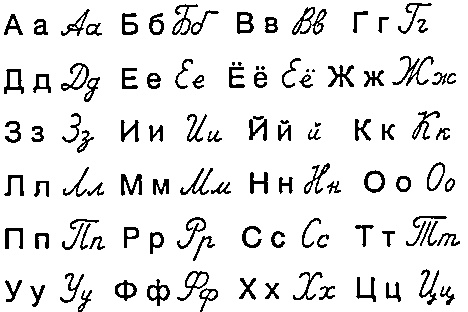 А а Аа Б б Бб В в Вв Г г Гг
Д д Дд Е е Ее Ё ё Её Ж ж Жж
З з Зз И и Ии Й й й К к Кк
Л л Лл М м Мм Н н Нн О о Оо
П п Пп Р р Рр С с Сс Т т Тт
У у Уу Ф ф Фф Х х Хх Ц ц Цц